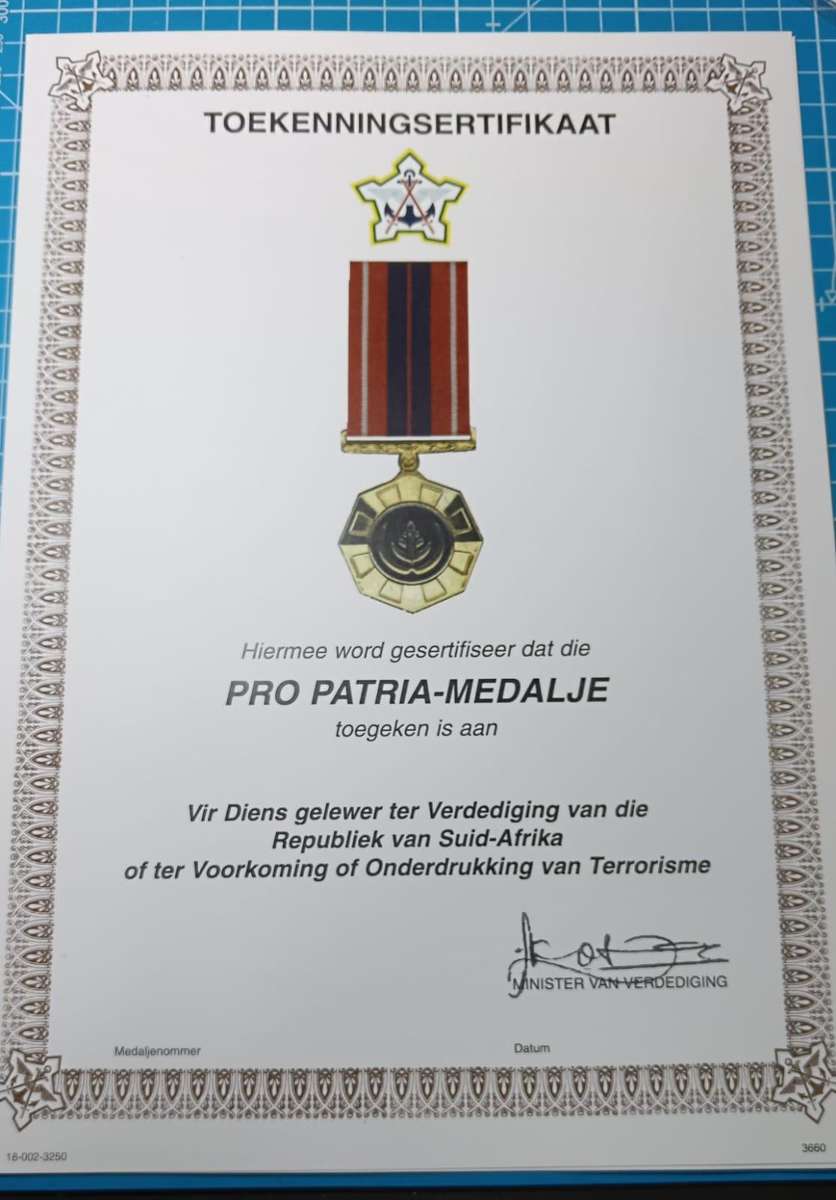 TOEKENNINGSERTIFIKAAT
Hiermee word gesertifiseer dat die
PRO PATRIA-MEDALJE
toegeken is aan
Vir Diens gelewer ter Verdediging van die
Republiek van Suid-Afrika
of ter Voorkoming of Onderdrukking van Terrorisme
MINISTER VAN VERDEDIGING
Medaljenommer
Datum
16-002-3250
3660